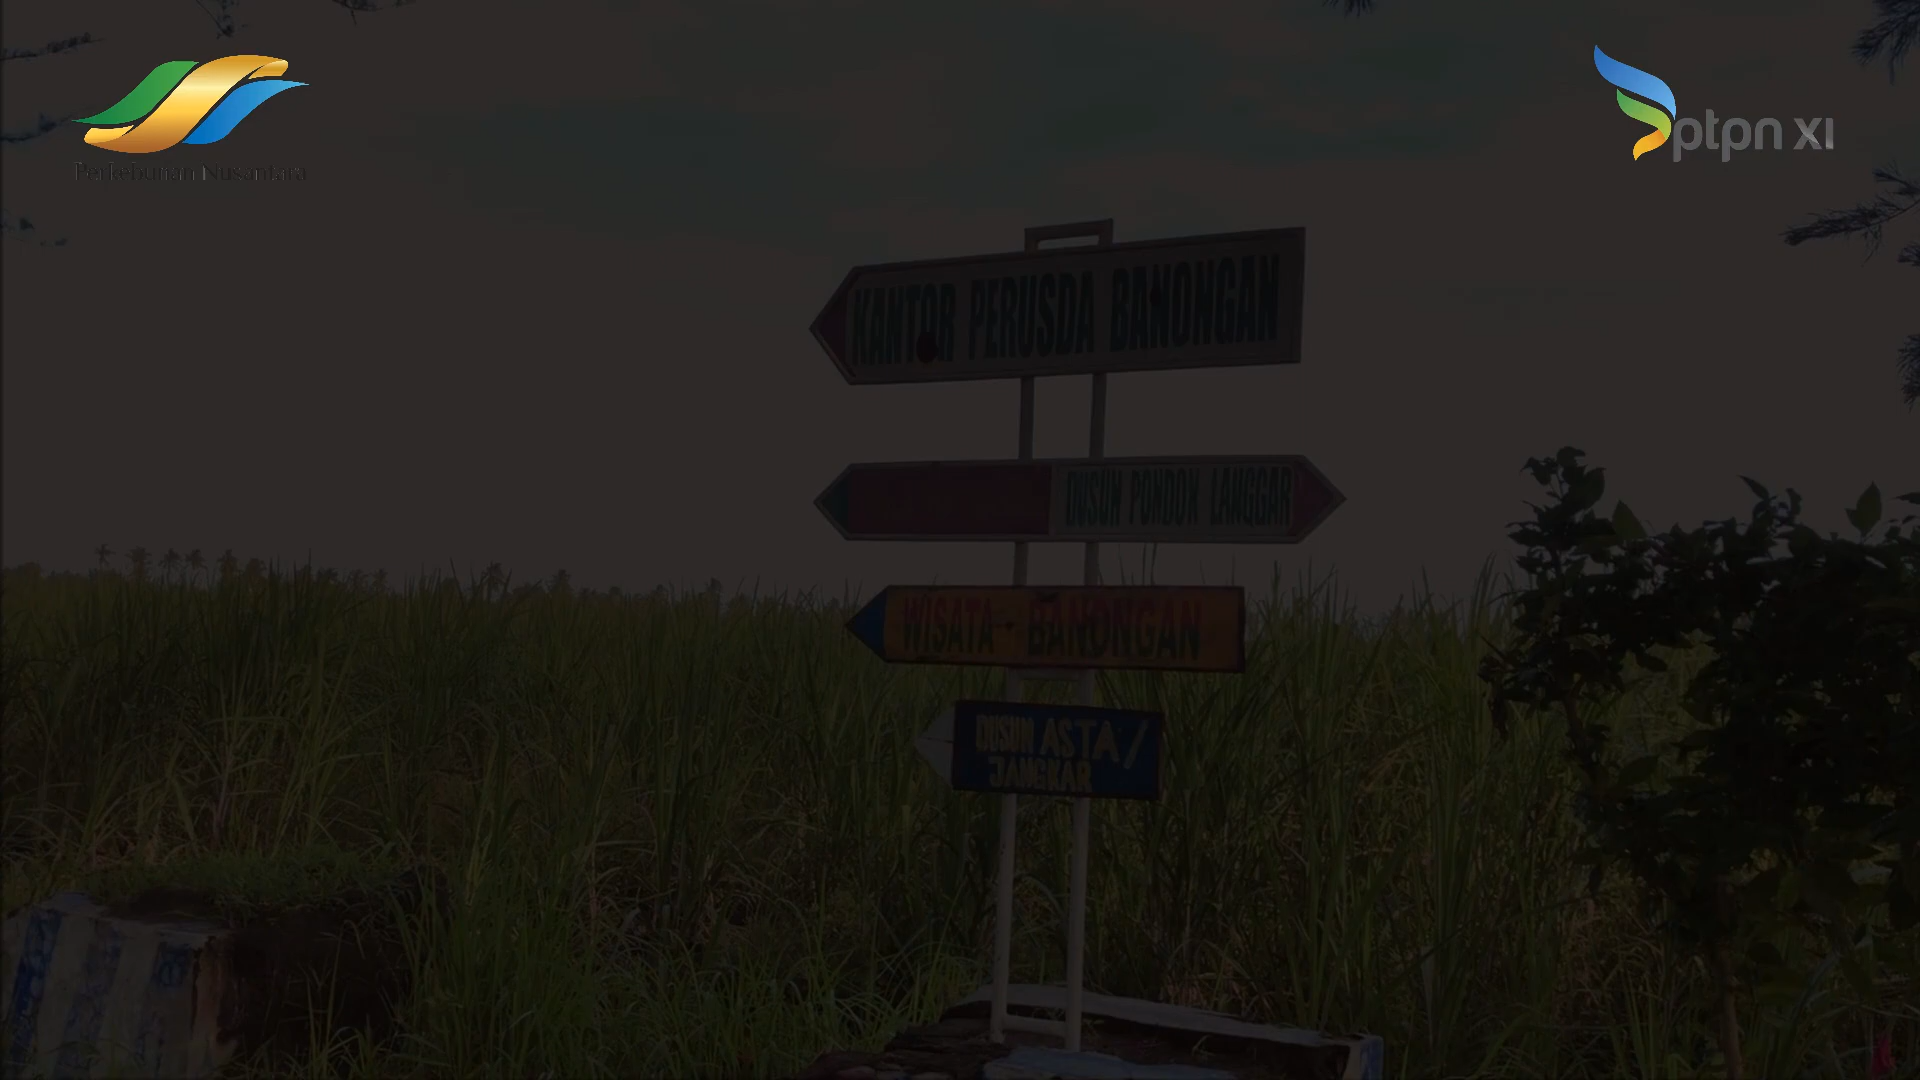 Perkebunan Nusantara
ptpn XI
KANTOR PERUSDA BANONGAN
DUSUN PONDOK LANGGAR
WISATA - BANONGAN
DUSUN ASTA /
JANGKAR